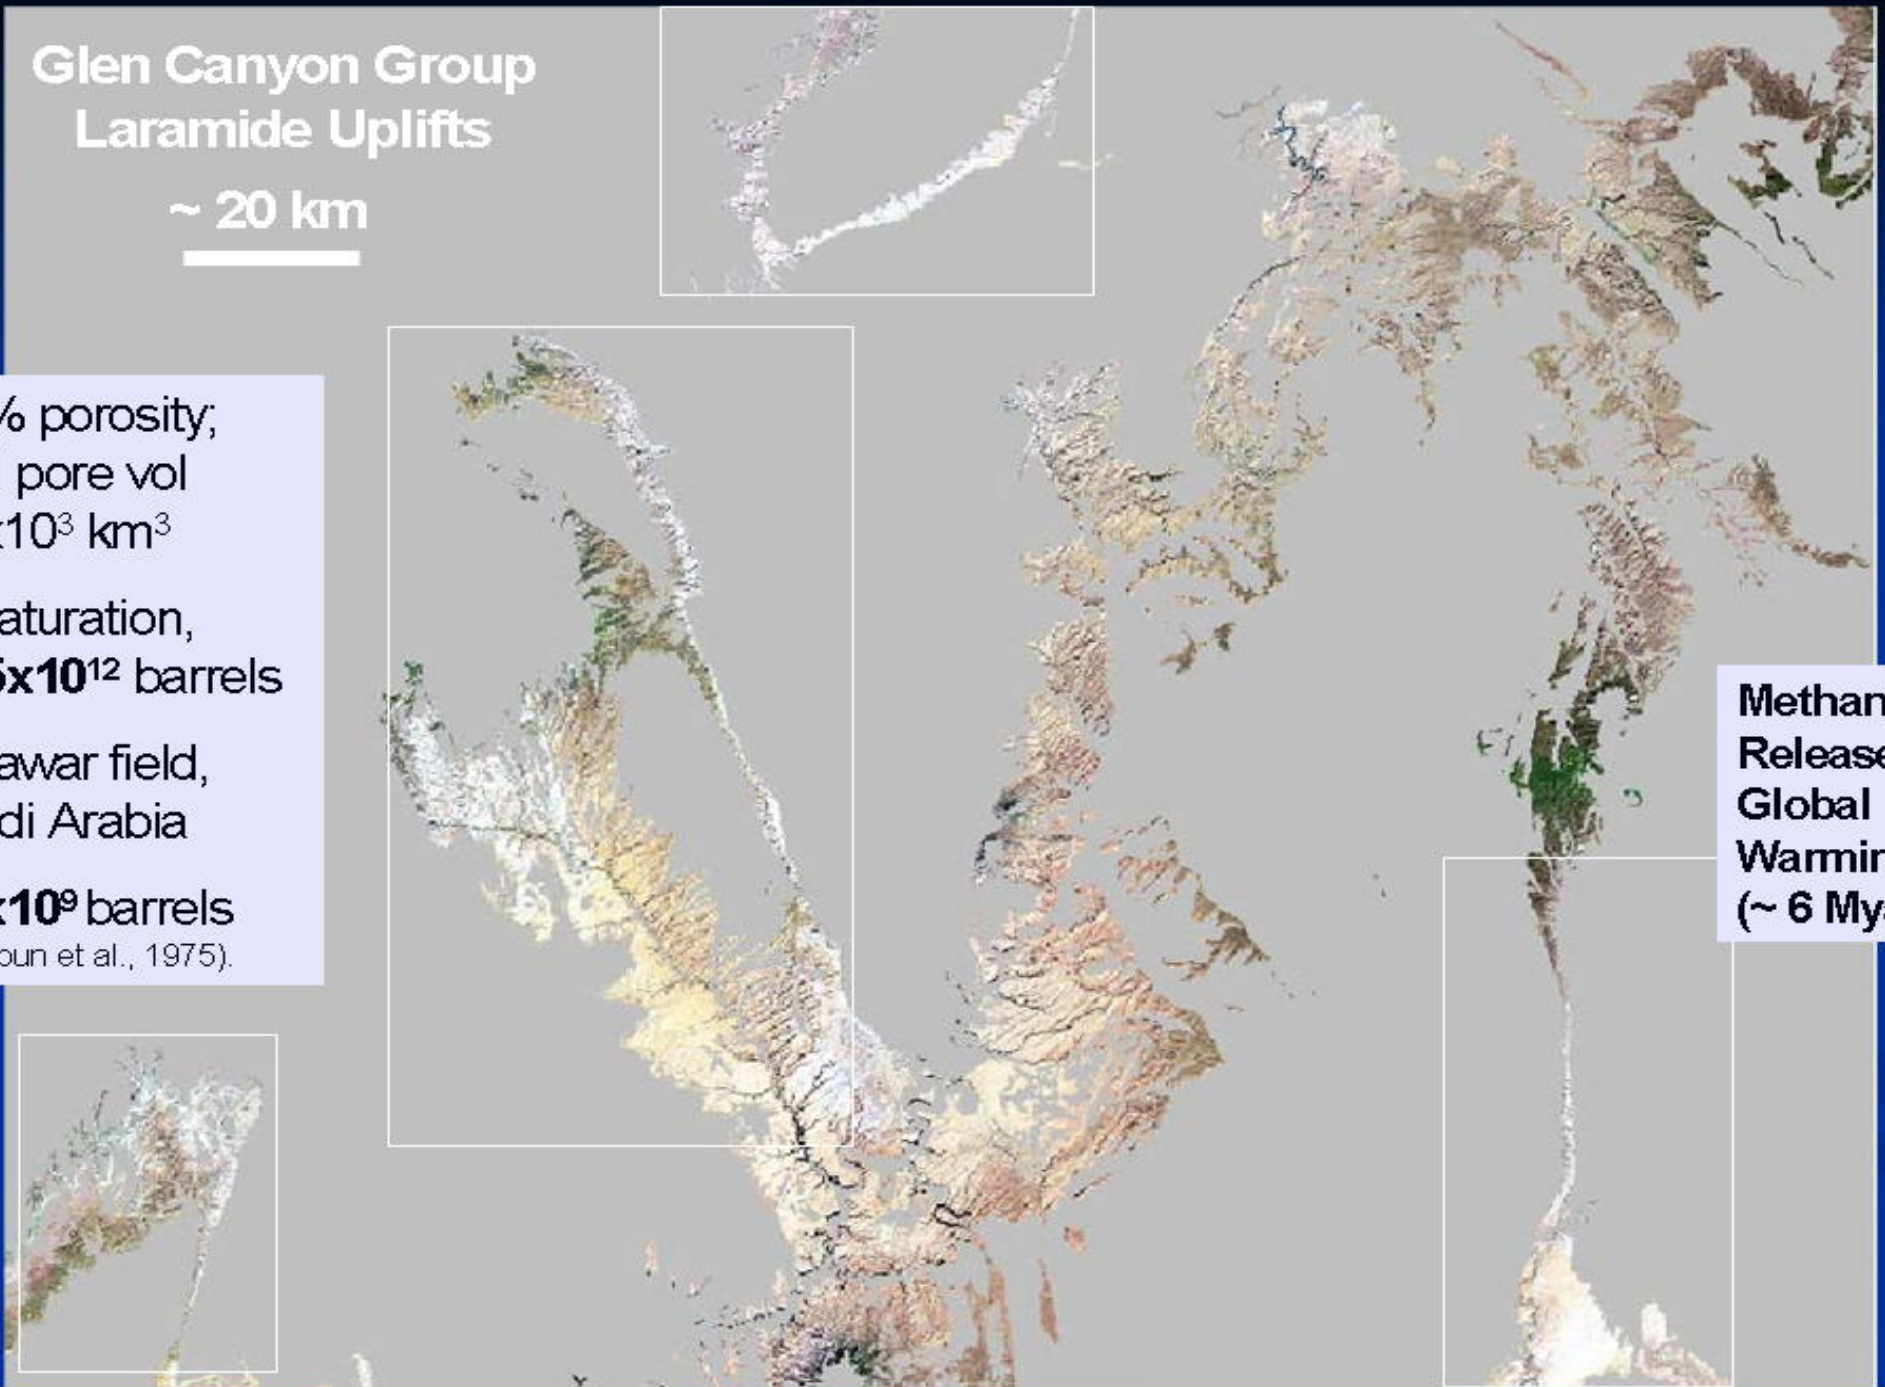 Glen Canyon Group
Laramide Uplifts
~ 20 km
% porosity;
pore vol
x10³ km³
aturation,
5x10¹² barrels
awar field,
di Arabia
x10⁹ barrels
oun et al., 1975).
Methan
Release
Global
Warmin
(~ 6 Mya